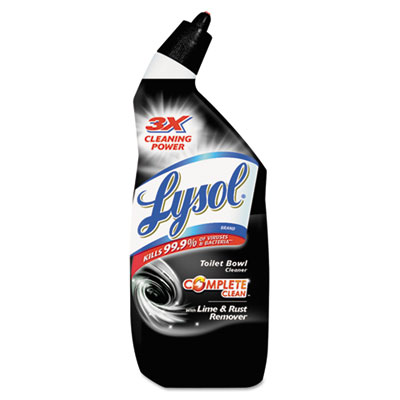 3X
CLEANING
POWER
Lysol
BRAND
KILLS 99.9% OF VIRUSES & BACTERIA
Toilet Bowl
Cleaner
COMPLETE
CLEAN™
with Lime & Rust
Remover